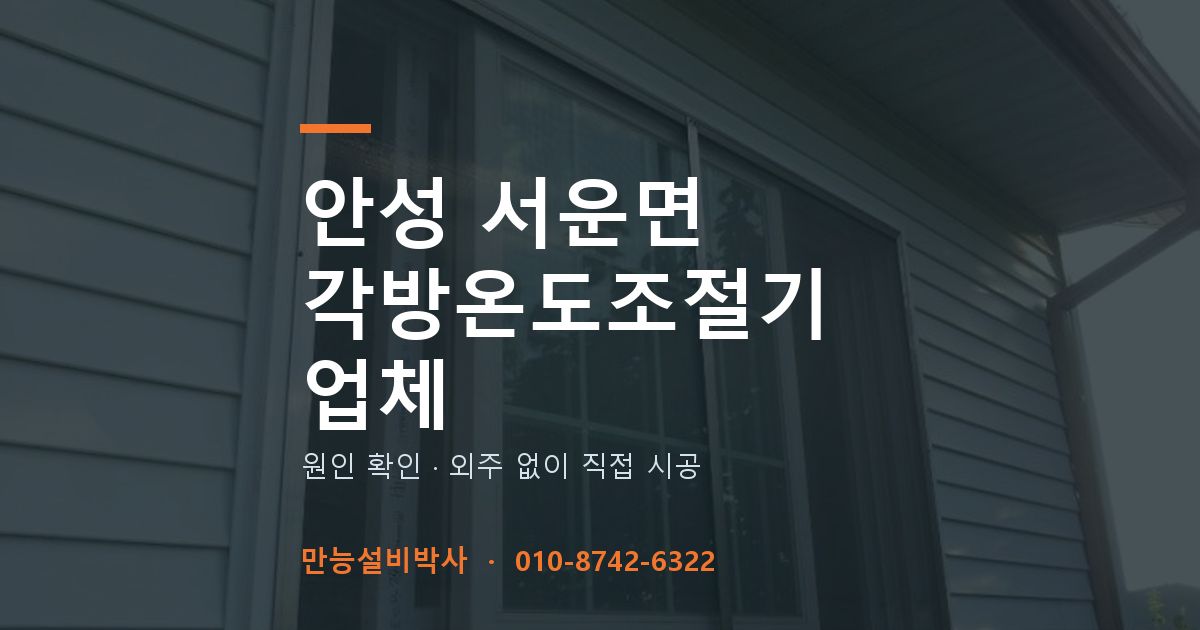 안성 서운면
각방온도조절기
업체
원인 확인 · 외주 없이 직접 시공
만능설비박사 · 010-8742-6322